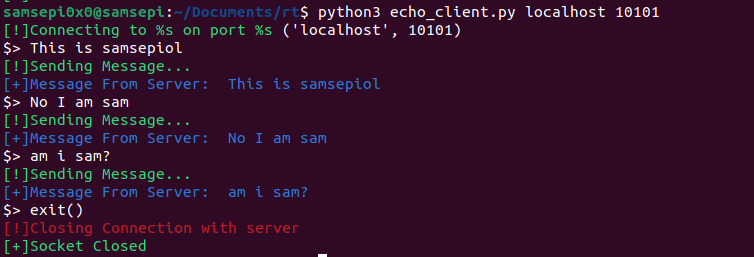 samsepi0x0@samsepi:~/Documents/rt$ python3 echo_client.py localhost 10101
[!]Connecting to %s on port %s ('localhost', 10101)
$> This is samsepiol
[!]Sending Message...
[+]Message From Server:  This is samsepiol
$> No I am sam
[!]Sending Message...
[+]Message From Server:  No I am sam
$> am i sam?
[!]Sending Message...
[+]Message From Server:  am i sam?
$> exit()
[!]Closing Connection with server
[+]Socket Closed